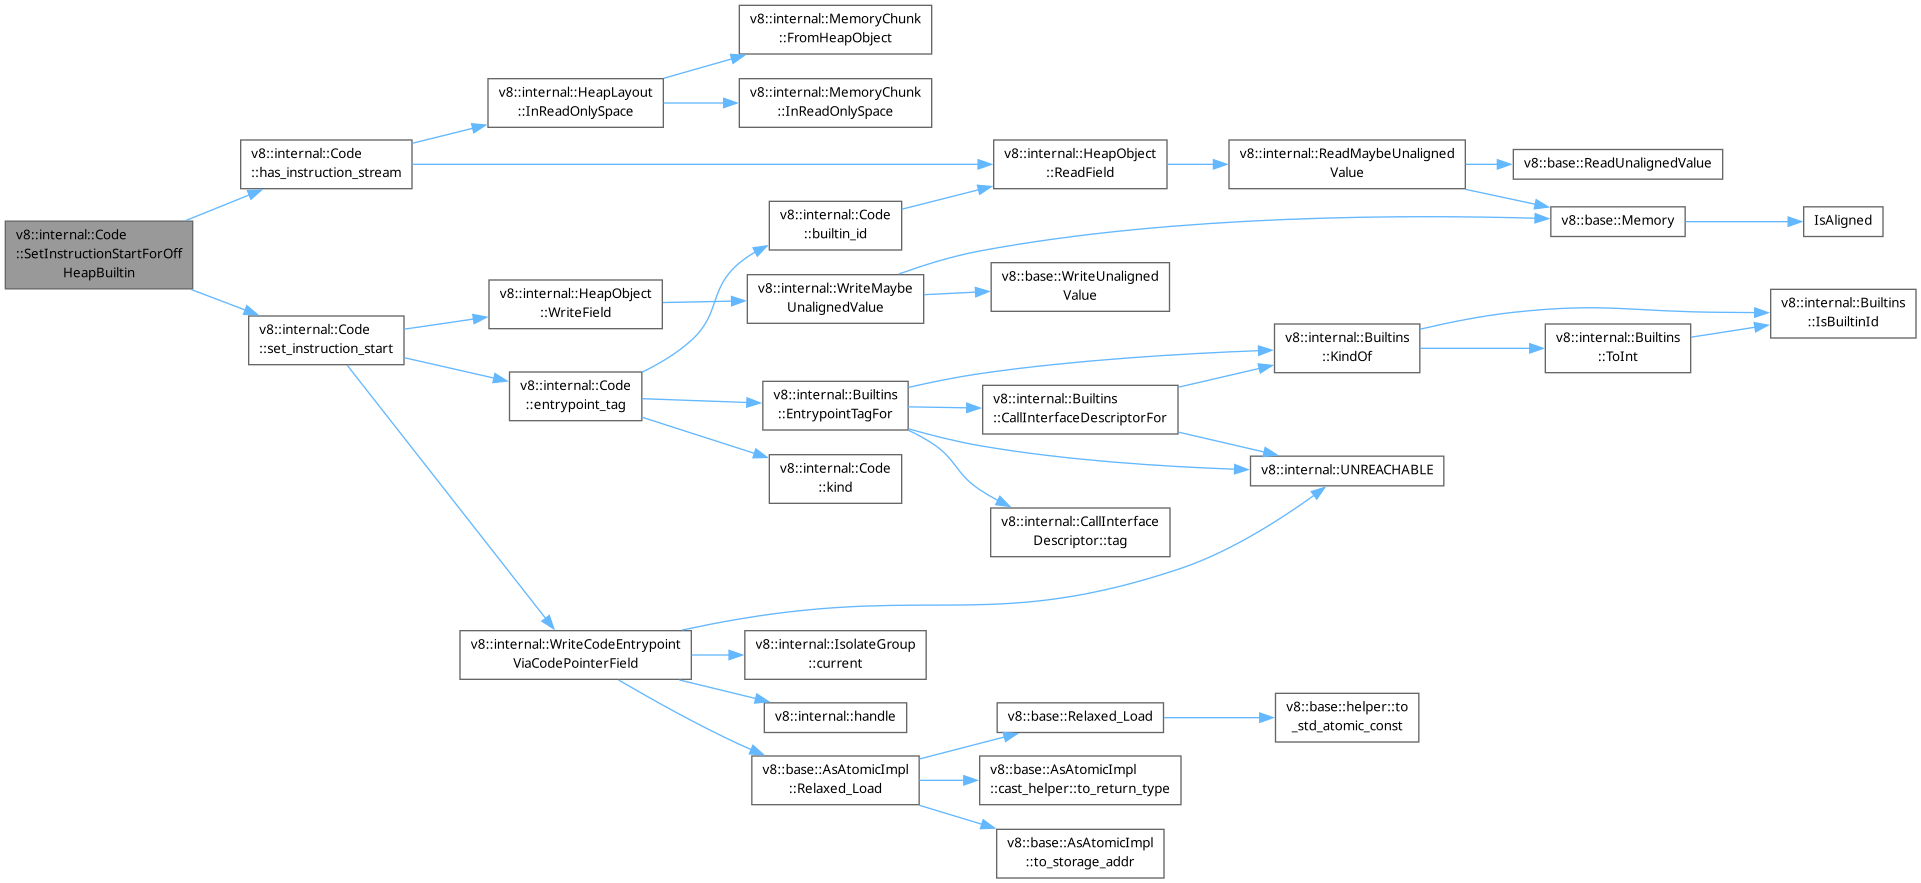 v8::internal::MemoryChunk
::FromHeapObject
v8::internal::HeapLayout
::InReadOnlySpace
v8::internal::MemoryChunk
::InReadOnlySpace
v8::internal::Code
::has_instruction_stream
v8::internal::HeapObject
::ReadField
v8::internal::ReadMaybeUnaligned
Value
v8::base::ReadUnalignedValue
v8::internal::Code
::builtin_id
v8::base::Memory
IsAligned
v8::internal::Code
::SetInstructionStartForOff
HeapBuiltin
v8::internal::HeapObject
::WriteField
v8::internal::WriteMaybe
UnalignedValue
v8::base::WriteUnaligned
Value
v8::internal::Builtins
::IsBuiltinId
v8::internal::Code
::set_instruction_start
v8::internal::Builtins
::KindOf
v8::internal::Builtins
::ToInt
v8::internal::Code
::entrypoint_tag
v8::internal::Builtins
::EntrypointTagFor
v8::internal::Builtins
::CallInterfaceDescriptorFor
v8::internal::Code
::kind
v8::internal::UNREACHABLE
v8::internal::CallInterface
Descriptor::tag
v8::internal::WriteCodeEntrypoint
ViaCodePointerField
v8::internal::IsolateGroup
::current
v8::internal::handle
v8::base::Relaxed_Load
v8::base::helper::to
_std_atomic_const
v8::base::AsAtomicImpl
::Relaxed_Load
v8::base::AsAtomicImpl
::cast_helper::to_return_type
v8::base::AsAtomicImpl
::to_storage_addr